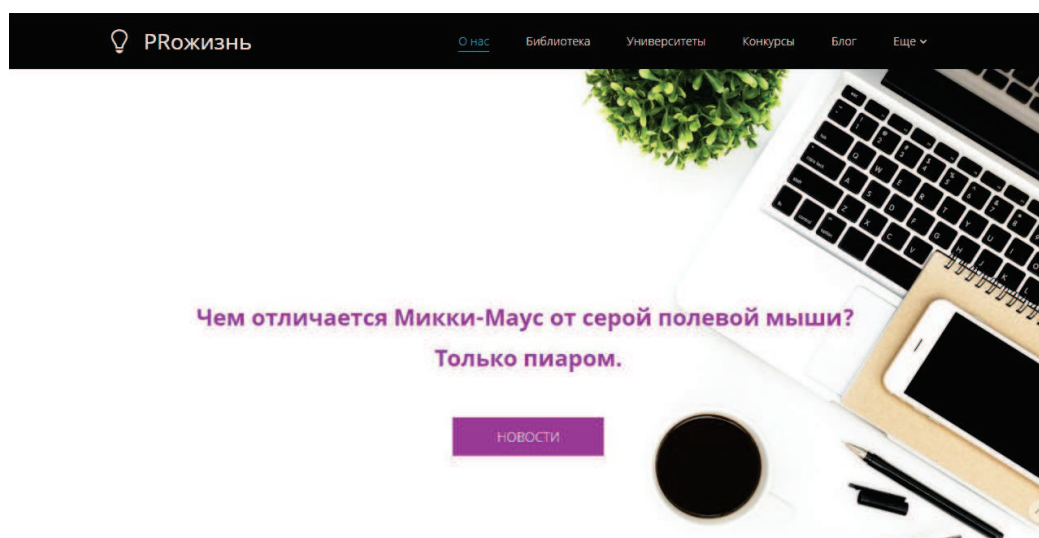 PRожизнь
О нас
Библиотека
Университеты
Конкурсы
Блог
Еще
Чем отличается Микки-Маус от серой полевой мыши?
Только пиаром.
НОВОСТИ